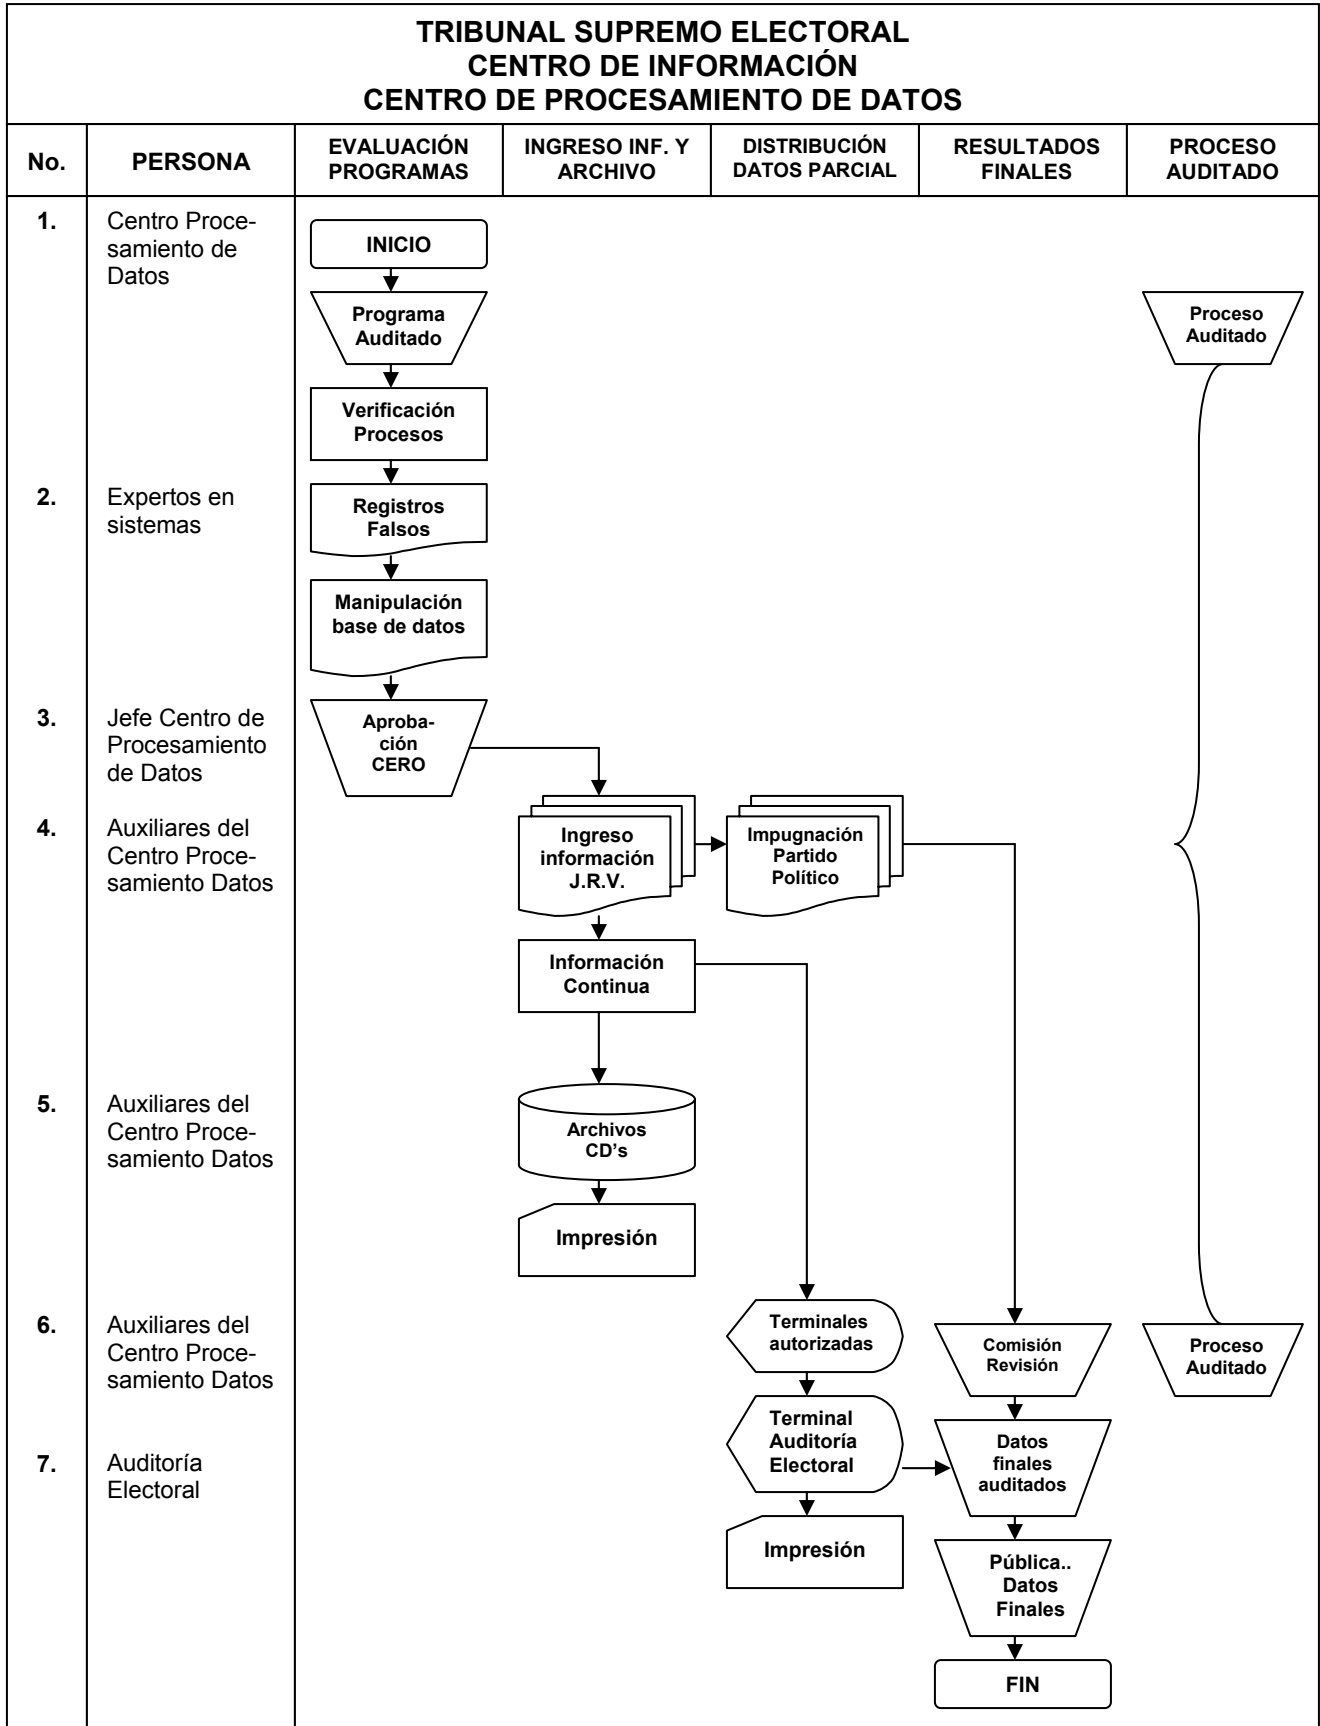 TRIBUNAL SUPREMO ELECTORAL
CENTRO DE INFORMACIÓN
CENTRO DE PROCESAMIENTO DE DATOS
No.
PERSONA
EVALUACIÓN
PROGRAMAS
INGRESO INF. Y
ARCHIVO
DISTRIBUCIÓN
DATOS PARCIAL
RESULTADOS
FINALES
PROCESO
AUDITADO
1.
Centro Proce-
samiento de
Datos
INICIO
Programa
Auditado
Proceso
Auditado
Verificación
Procesos
2.
Expertos en
sistemas
Registros
Falsos
Manipulación
base de datos
3.
Jefe Centro de
Procesamiento
de Datos
Aproba-
ción
CERO
4.
Auxiliares del
Centro Proce-
samiento Datos
Ingreso
información
J.R.V.
Impugnación
Partido
Político
Información
Continua
5.
Auxiliares del
Centro Proce-
samiento Datos
Archivos
CD's
Impresión
6.
Auxiliares del
Centro Proce-
samiento Datos
Terminales
autorizadas
Comisión
Revisión
Proceso
Auditado
7.
Auditoría
Electoral
Terminal
Auditoría
Electoral
Datos
finales
auditados
Impresión
Pública..
Datos
Finales
FIN